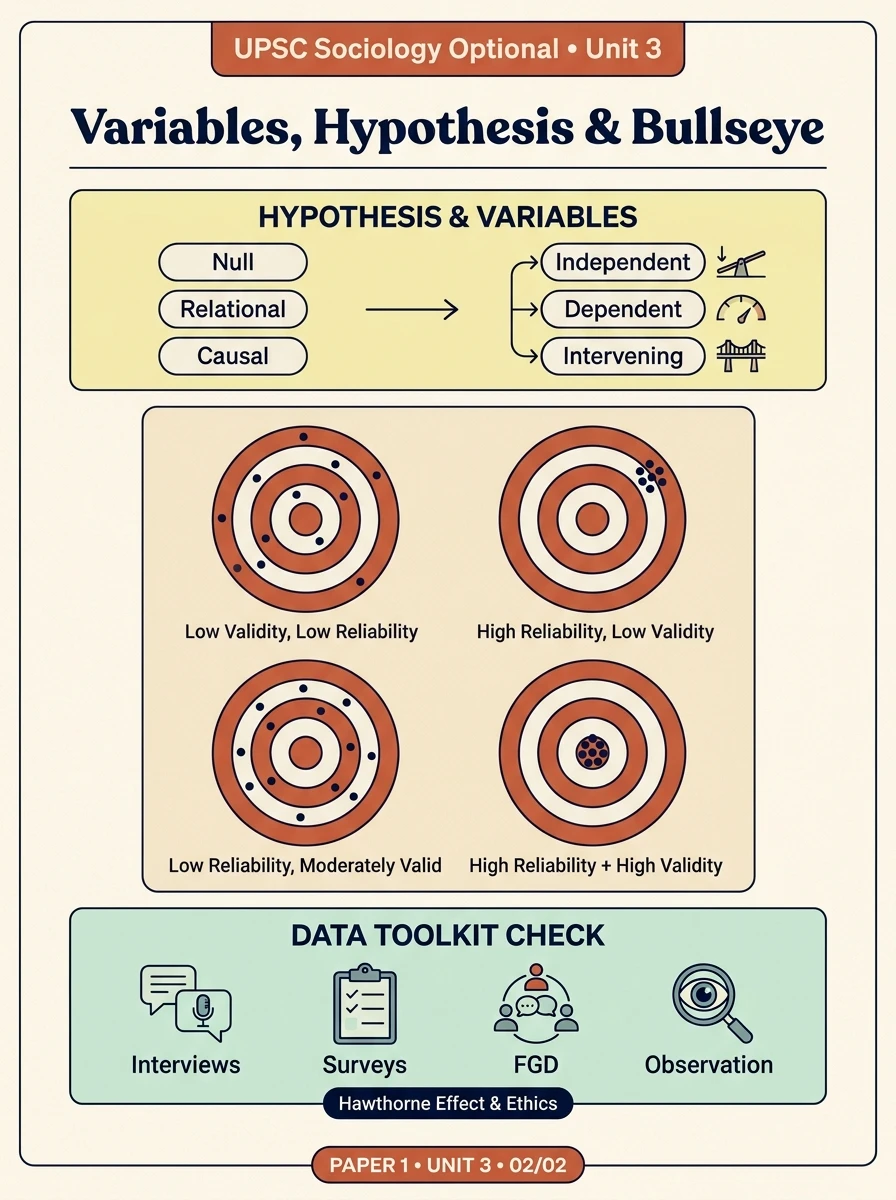 UPSC Sociology Optional • Unit 3
Variables, Hypothesis & Bullseye
HYPOTHESIS & VARIABLES
Null
Relational
Causal
Independent
Dependent
Intervening
Low Validity, Low Reliability
High Reliability, Low Validity
Low Reliability, Moderately Valid
High Reliability + High Validity
DATA TOOLKIT CHECK
Interviews
Surveys
FGD
Observation
Hawthorne Effect & Ethics
PAPER 1 • UNIT 3 • 02/02